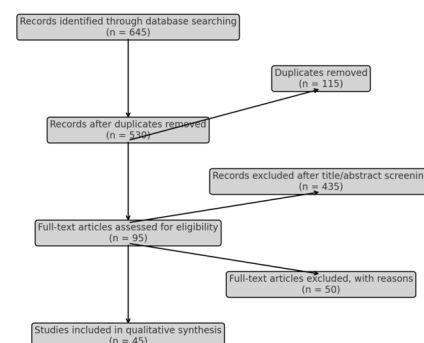 Records identified through database searching
(n = 645)
Duplicates removed
(n = 115)
Records after duplicates removed
(n = 530)
Records excluded after title/abstract screenin
(n = 435)
Full-text articles assessed for eligibility
(n = 95)
Full-text articles excluded, with reasons
(n = 50)
Studies included in qualitative synthesis
(n = 45)